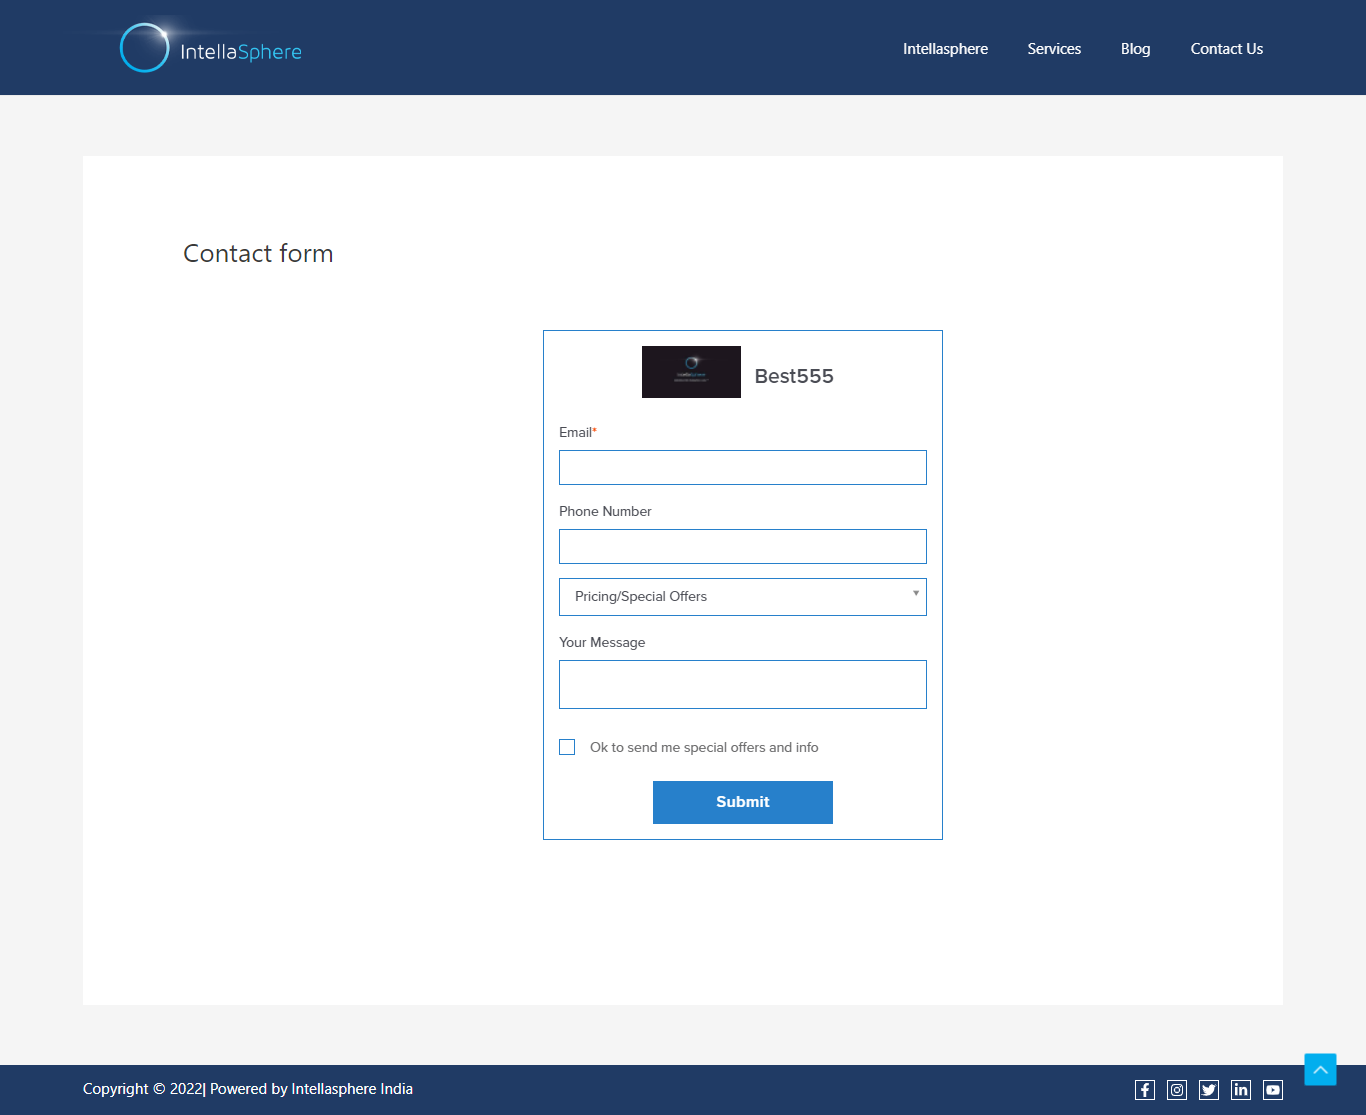 IntellaSphere
Intellasphere Services Blog Contact Us
Contact form
Best555
Email*
Phone Number
Pricing/Special Offers
Your Message
Ok to send me special offers and info
Submit
Copyright © 2022| Powered by Intellasphere India